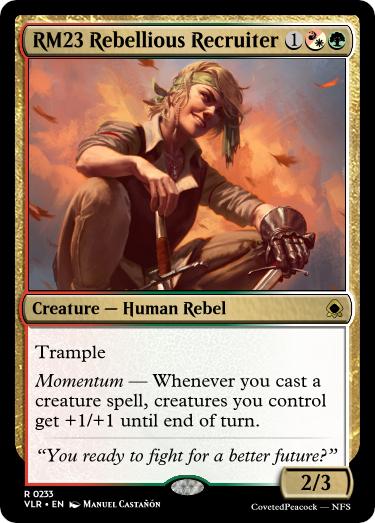 RM23 Rebellious Recruiter 1
Creature — Human Rebel
Trample
Momentum — Whenever you cast a
creature spell, creatures you control
get +1/+1 until end of turn.
“You ready to fight for a better future?”
2/3
R 0233
VLR • EN Manuel Castañón
CovetedPeacock — NFS